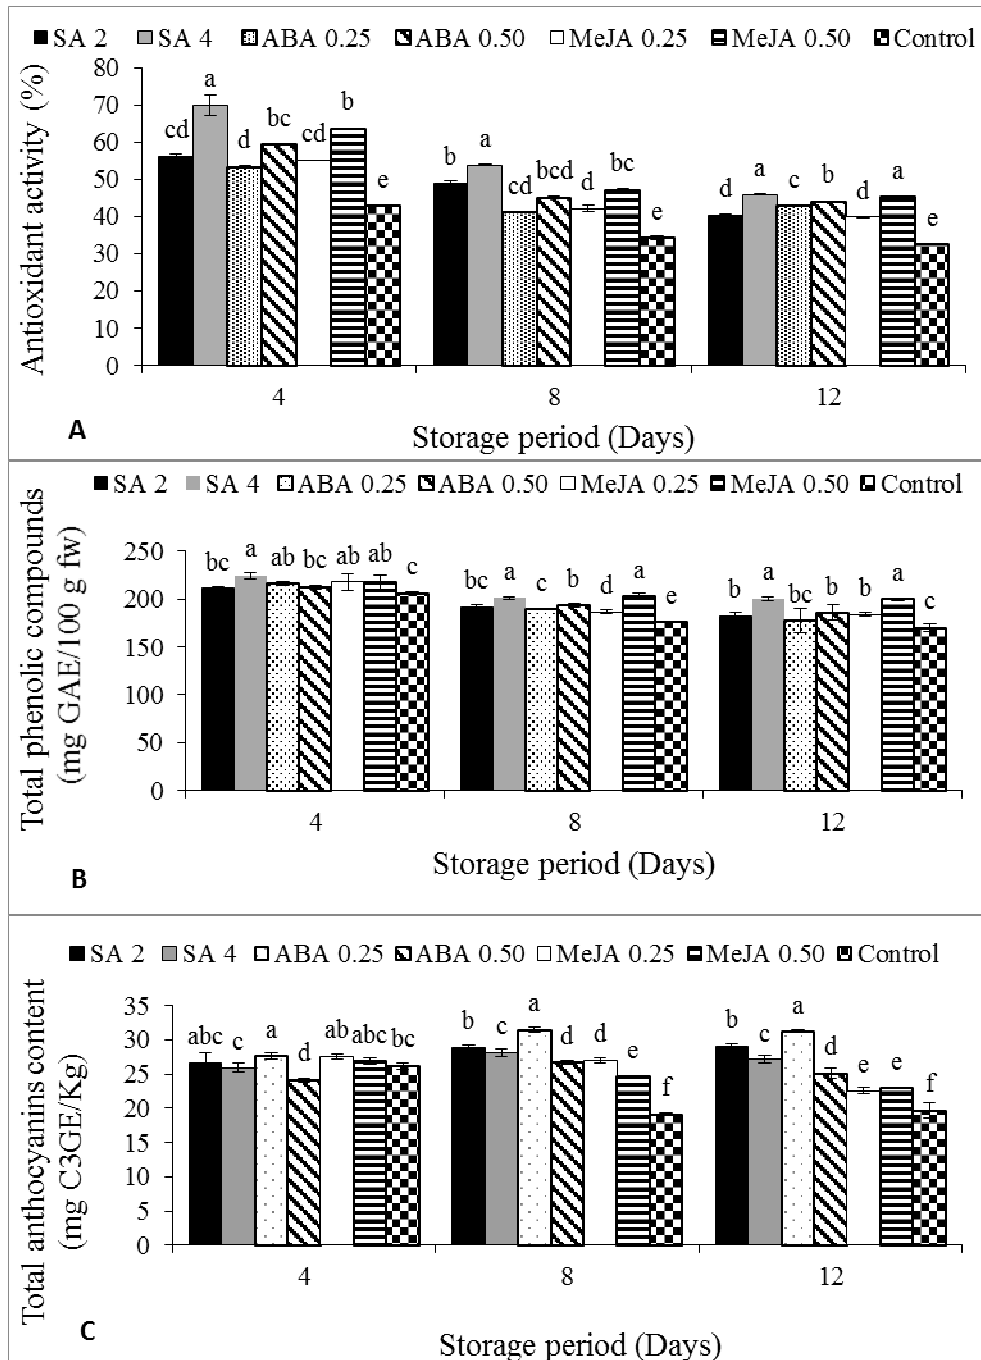 SA 2 SA 4 ABA 0.25 ABA 0.50 MeJA 0.25 MeJA 0.50 Control
Antioxidant activity (%)
80
70
60
50
40
30
20
10
0
cd a d bc cd b e
b a cd bcd d bc e
d a c b d a e
4 8 12
Storage period (Days)
A
SA 2 SA 4 ABA 0.25 ABA 0.50 MeJA 0.25 MeJA 0.50 Control
Total phenolic compounds
(mg GAE/100 g fw)
250
200
150
100
50
0
bc a ab bc ab ab c
bc a c b d a e
b a bc b b a c
4 8 12
Storage period (Days)
B
SA 2 SA 4 ABA 0.25 ABA 0.50 MeJA 0.25 MeJA 0.50 Control
Total anthocyanins content
(mg C3GE/Kg)
35
30
25
20
15
10
5
0
abc c a d ab abc bc
b c a d d e f
b c a d e e f
4 8 12
Storage period (Days)
C